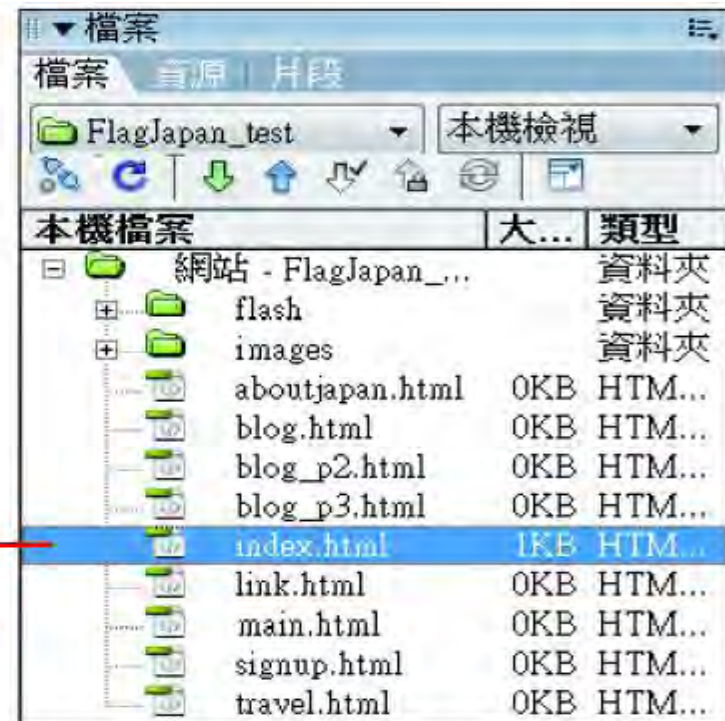 ▼檔案
檔案 資源 片段
FlagJapan_test 本機檢視
本機檔案 大... 類型
網站 - FlagJapan_... 資料夾
flash 資料夾
images 資料夾
aboutjapan.html 0KB HTM...
blog.html 0KB HTM...
blog_p2.html 0KB HTM...
blog_p3.html 0KB HTM...
index.html 1KB HTM...
link.html 0KB HTM...
main.html 0KB HTM...
signup.html 0KB HTM...
travel.html 0KB HTM...